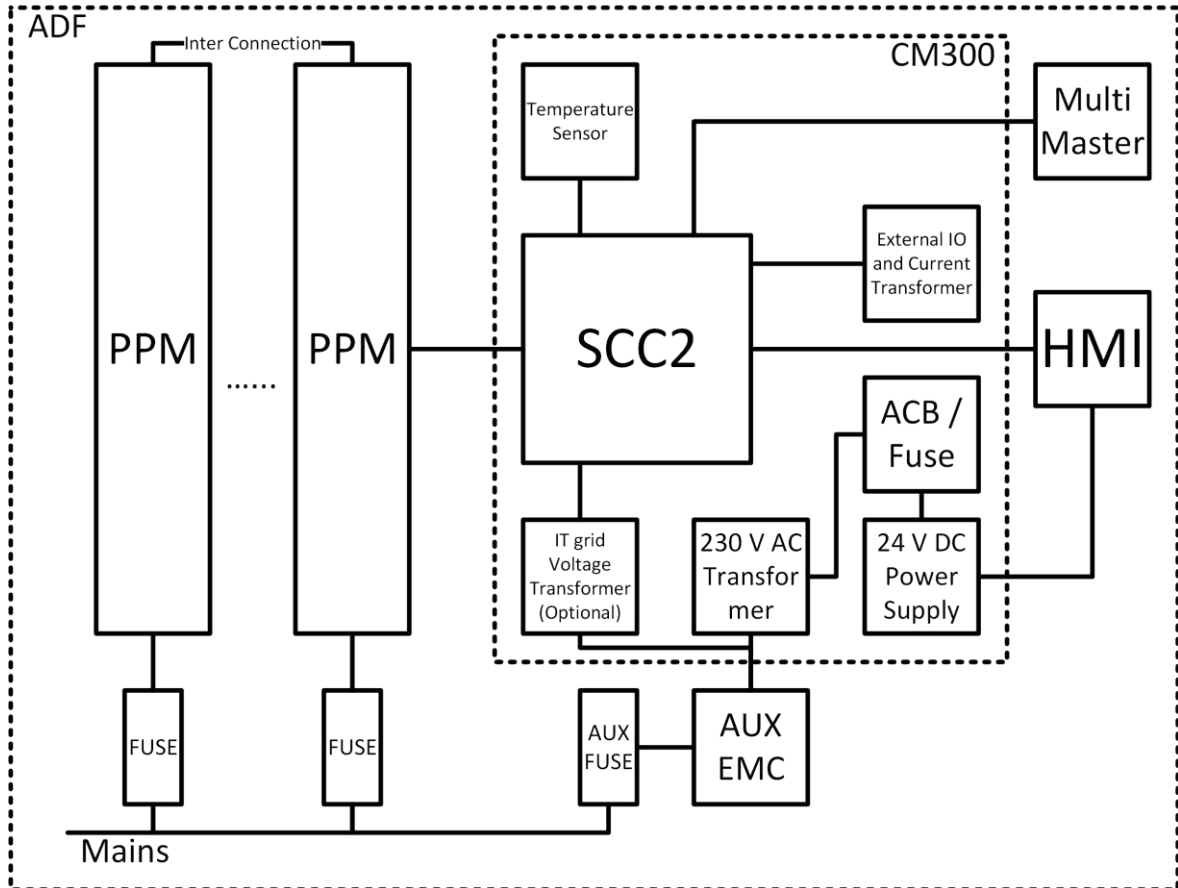 ADF
Inter Connection
CM300
Temperature
Sensor
Multi
Master
External IO
and Current
Transformer
PPM
......
PPM
SCC2
HMI
ACB /
Fuse
IT grid
Voltage
Transformer
(Optional)
230 V AC
Transfor
mer
24 V DC
Power
Supply
FUSE
FUSE
AUX
FUSE
AUX
EMC
Mains